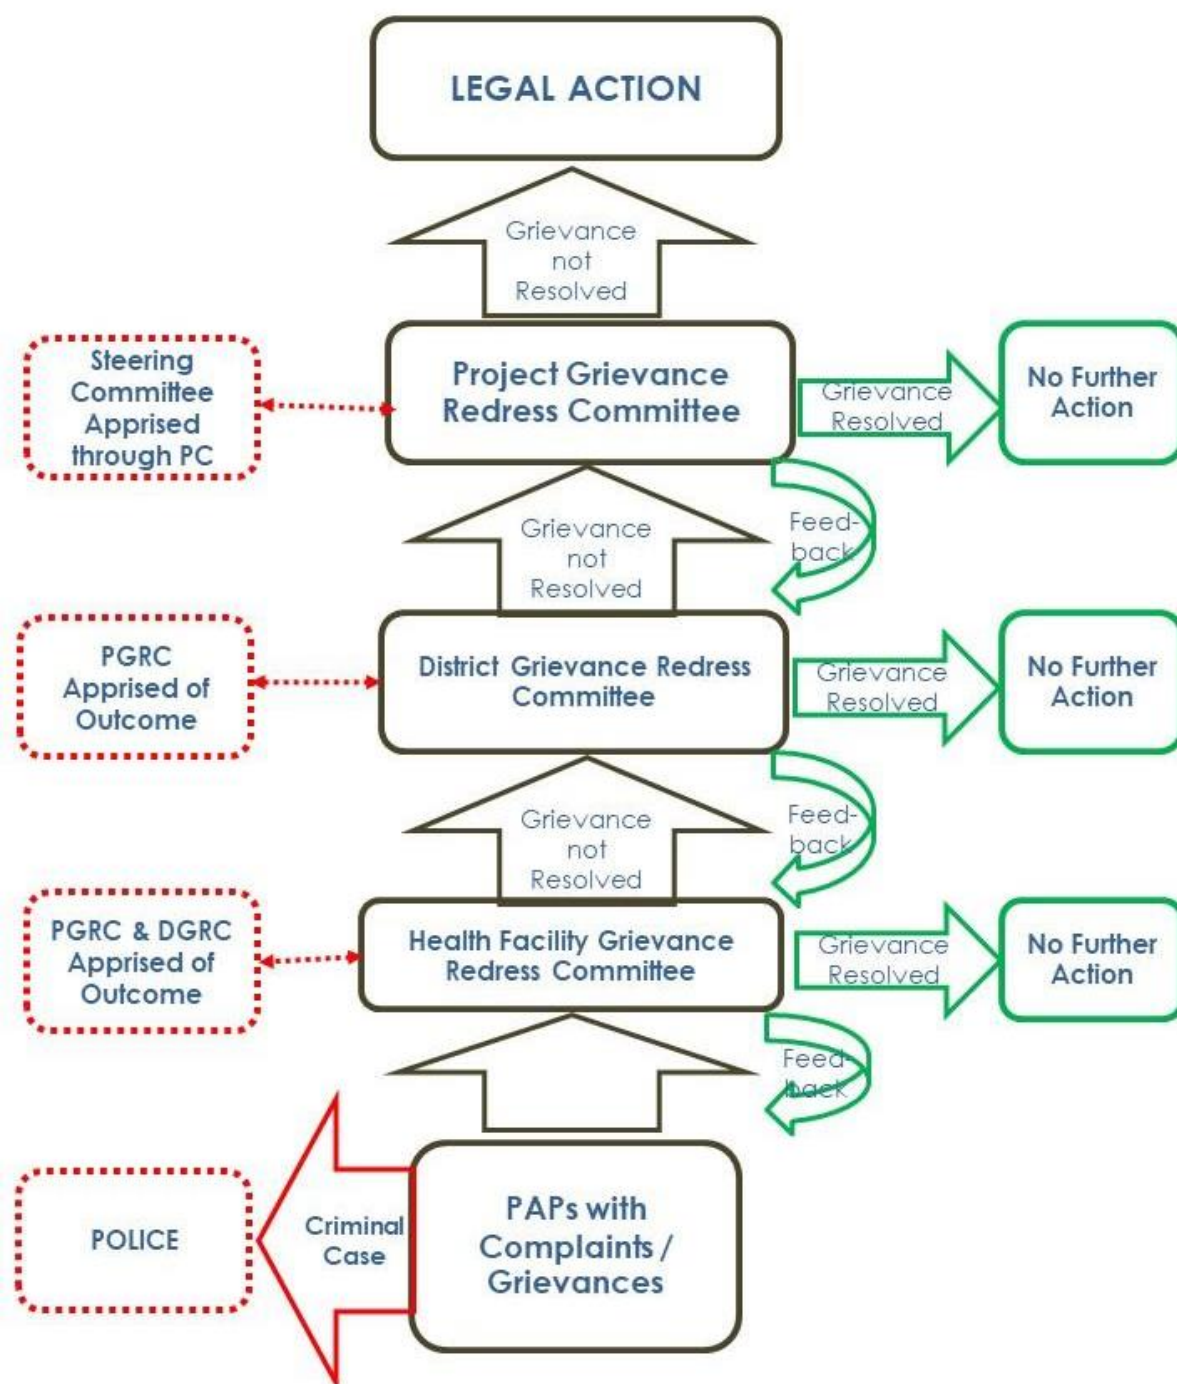 LEGAL ACTION
Grievance
not
Resolved
Steering
Committee
Apprised
through PC
Project Grievance
Redress Committee
Grievance
Resolved
No Further
Action
Feed-
back
Grievance
not
Resolved
PGRC
Apprised of
Outcome
District Grievance Redress
Committee
Grievance
Resolved
No Further
Action
Feed-
back
Grievance
not
Resolved
PGRC & DGRC
Apprised of
Outcome
Health Facility Grievance
Redress Committee
Grievance
Resolved
No Further
Action
Feed-
back
POLICE
Criminal
Case
PAPs with
Complaints /
Grievances